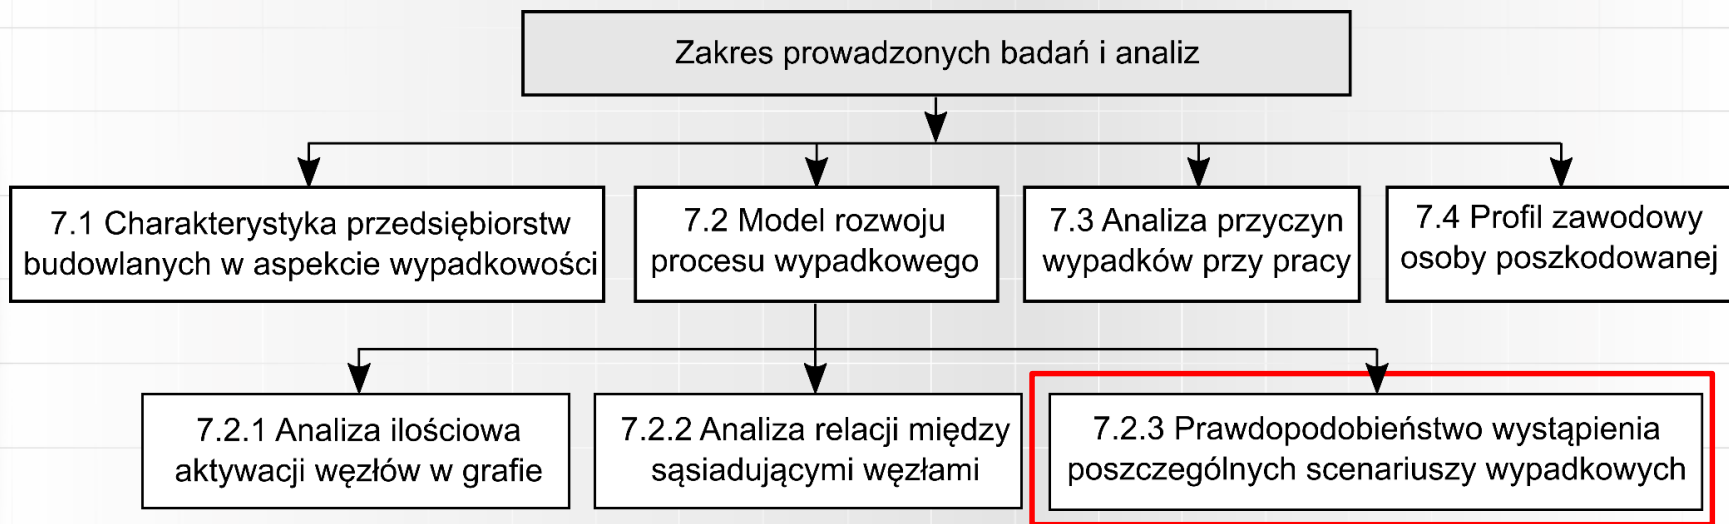 Zakres prowadzonych badań i analiz
7.1 Charakterystyka przedsiębiorstw
budowlanych w aspekcie wypadkowości
7.2 Model rozwoju
procesu wypadkowego
7.3 Analiza przyczyn
wypadków przy pracy
7.4 Profil zawodowy
osoby poszkodowanej
7.2.1 Analiza ilościowa
aktywacji węzłów w grafie
7.2.2 Analiza relacji między
sąsiadującymi węzłami
7.2.3 Prawdopodobieństwo wystąpienia
poszczególnych scenariuszy wypadkowych